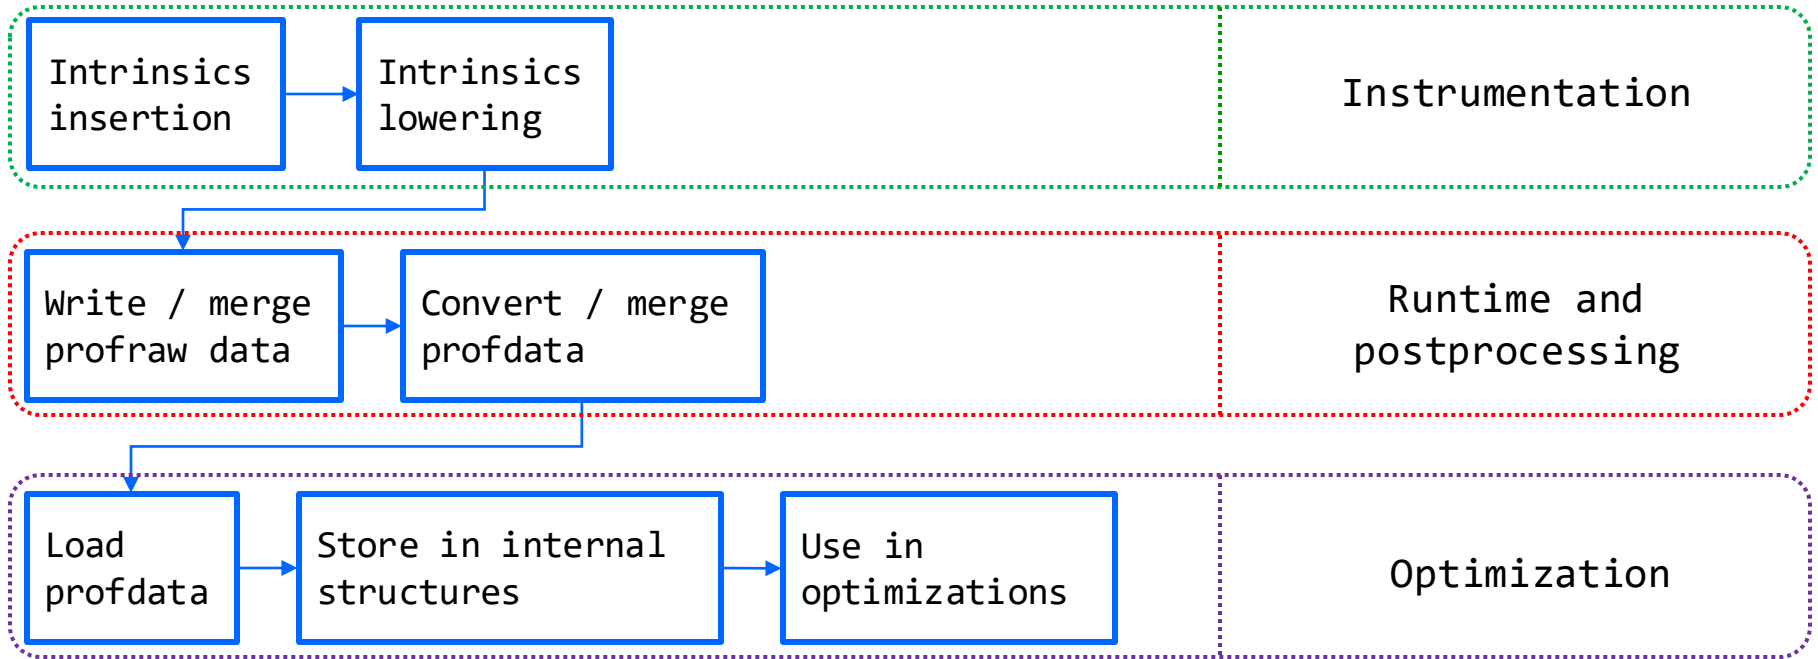 Intrinsics
insertion
Intrinsics
lowering
Instrumentation
Write / merge
profraw data
Convert / merge
profdata
Runtime and
postprocessing
Load
profdata
Store in internal
structures
Use in
optimizations
Optimization